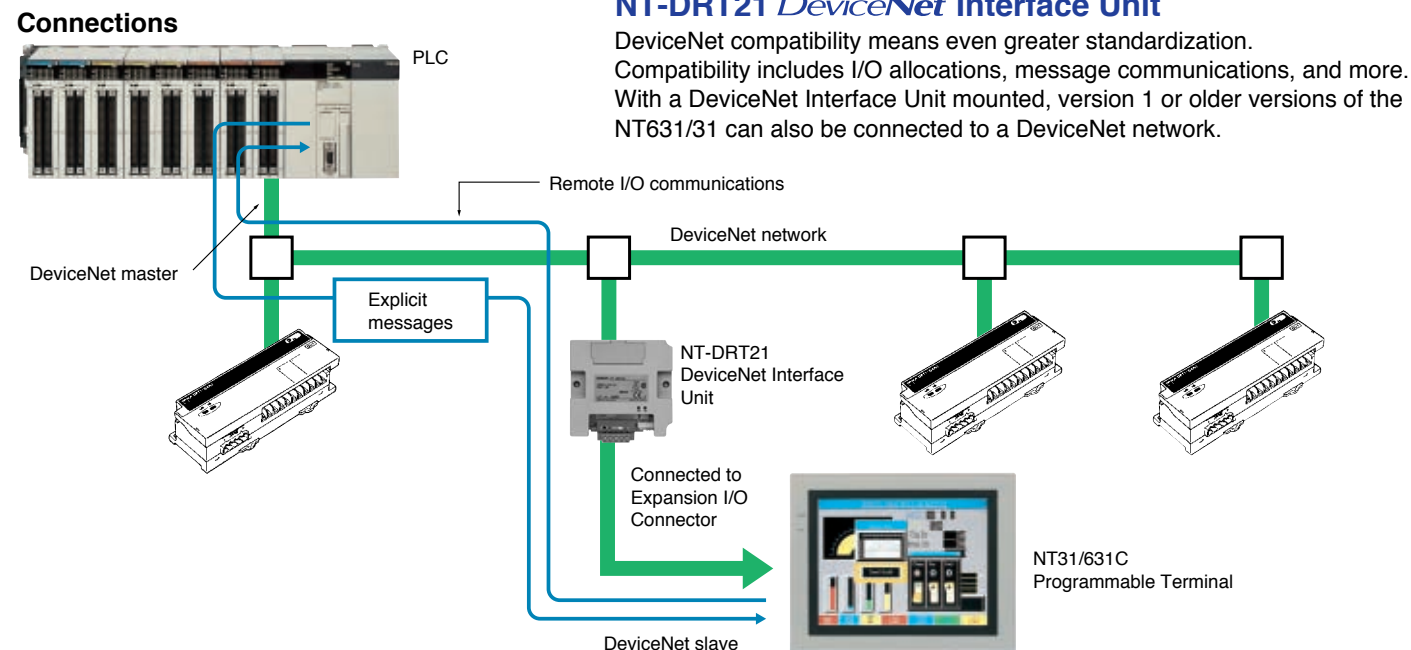 Connections
NT-DRT21 DeviceNet Interface Unit
DeviceNet compatibility means even greater standardization.
Compatibility includes I/O allocations, message communications, and more.
With a DeviceNet Interface Unit mounted, version 1 or older versions of the
NT631/31 can also be connected to a DeviceNet network.
PLC
Remote I/O communications
DeviceNet network
DeviceNet master
Explicit
messages
NT-DRT21
DeviceNet Interface
Unit
Connected to
Expansion I/O
Connector
NT31/631C
Programmable Terminal
DeviceNet slave